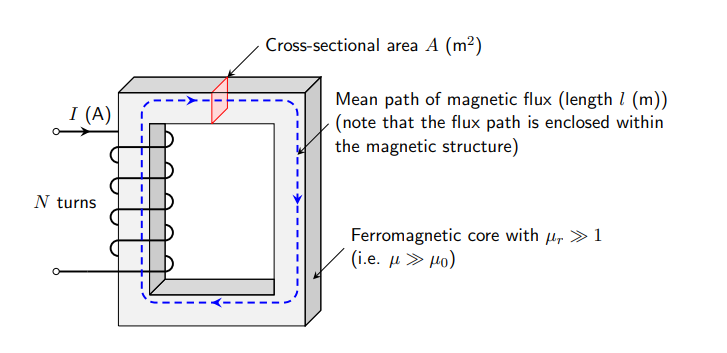 Cross-sectional area A (m²)
I (A)
Mean path of magnetic flux (length l (m))
(note that the flux path is enclosed within
the magnetic structure)
N turns
Ferromagnetic core with μᵣ ≫ 1
(i.e. μ ≫ μ₀)